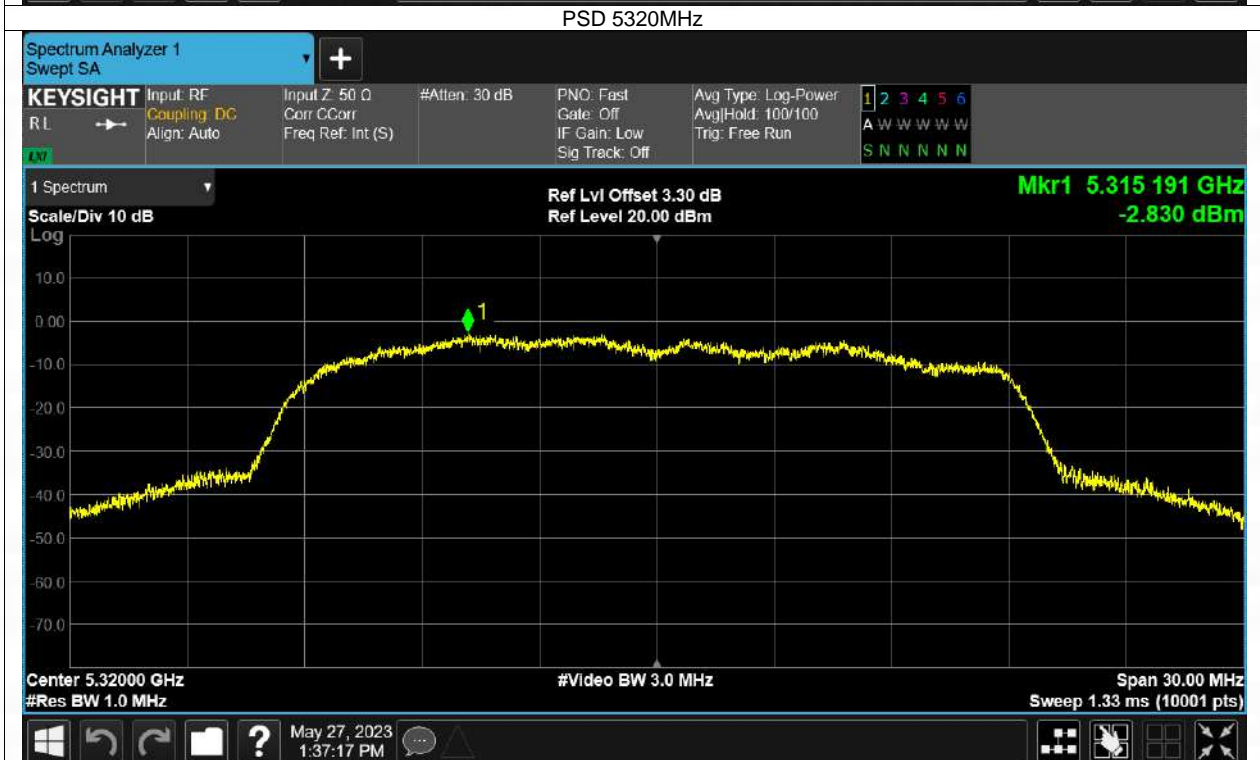 PSD 5320MHz
Spectrum Analyzer 1
Swept SA
KEYSIGHT
RL
LXI
Input: RF
Coupling: DC
Align: Auto
Input Z: 50 Ω
Corr CCorr
Freq Ref: Int (S)
#Atten: 30 dB
PNO: Fast
Gate: Off
IF Gain: Low
Sig Track: Off
Avg Type: Log-Power
Avg|Hold: 100/100
Trig: Free Run
1 2 3 4 5 6
A W W W W W
S N N N N N
1 Spectrum
Scale/Div 10 dB
Log
Ref Lvl Offset 3.30 dB
Ref Level 20.00 dBm
Mkr1 5.315 191 GHz
-2.830 dBm
10.0
0.00
1
-10.0
-20.0
-30.0
-40.0
-50.0
-60.0
-70.0
Center 5.32000 GHz
#Res BW 1.0 MHz
#Video BW 3.0 MHz
Span 30.00 MHz
Sweep 1.33 ms (10001 pts)
?
May 27, 2023
1:37:17 PM